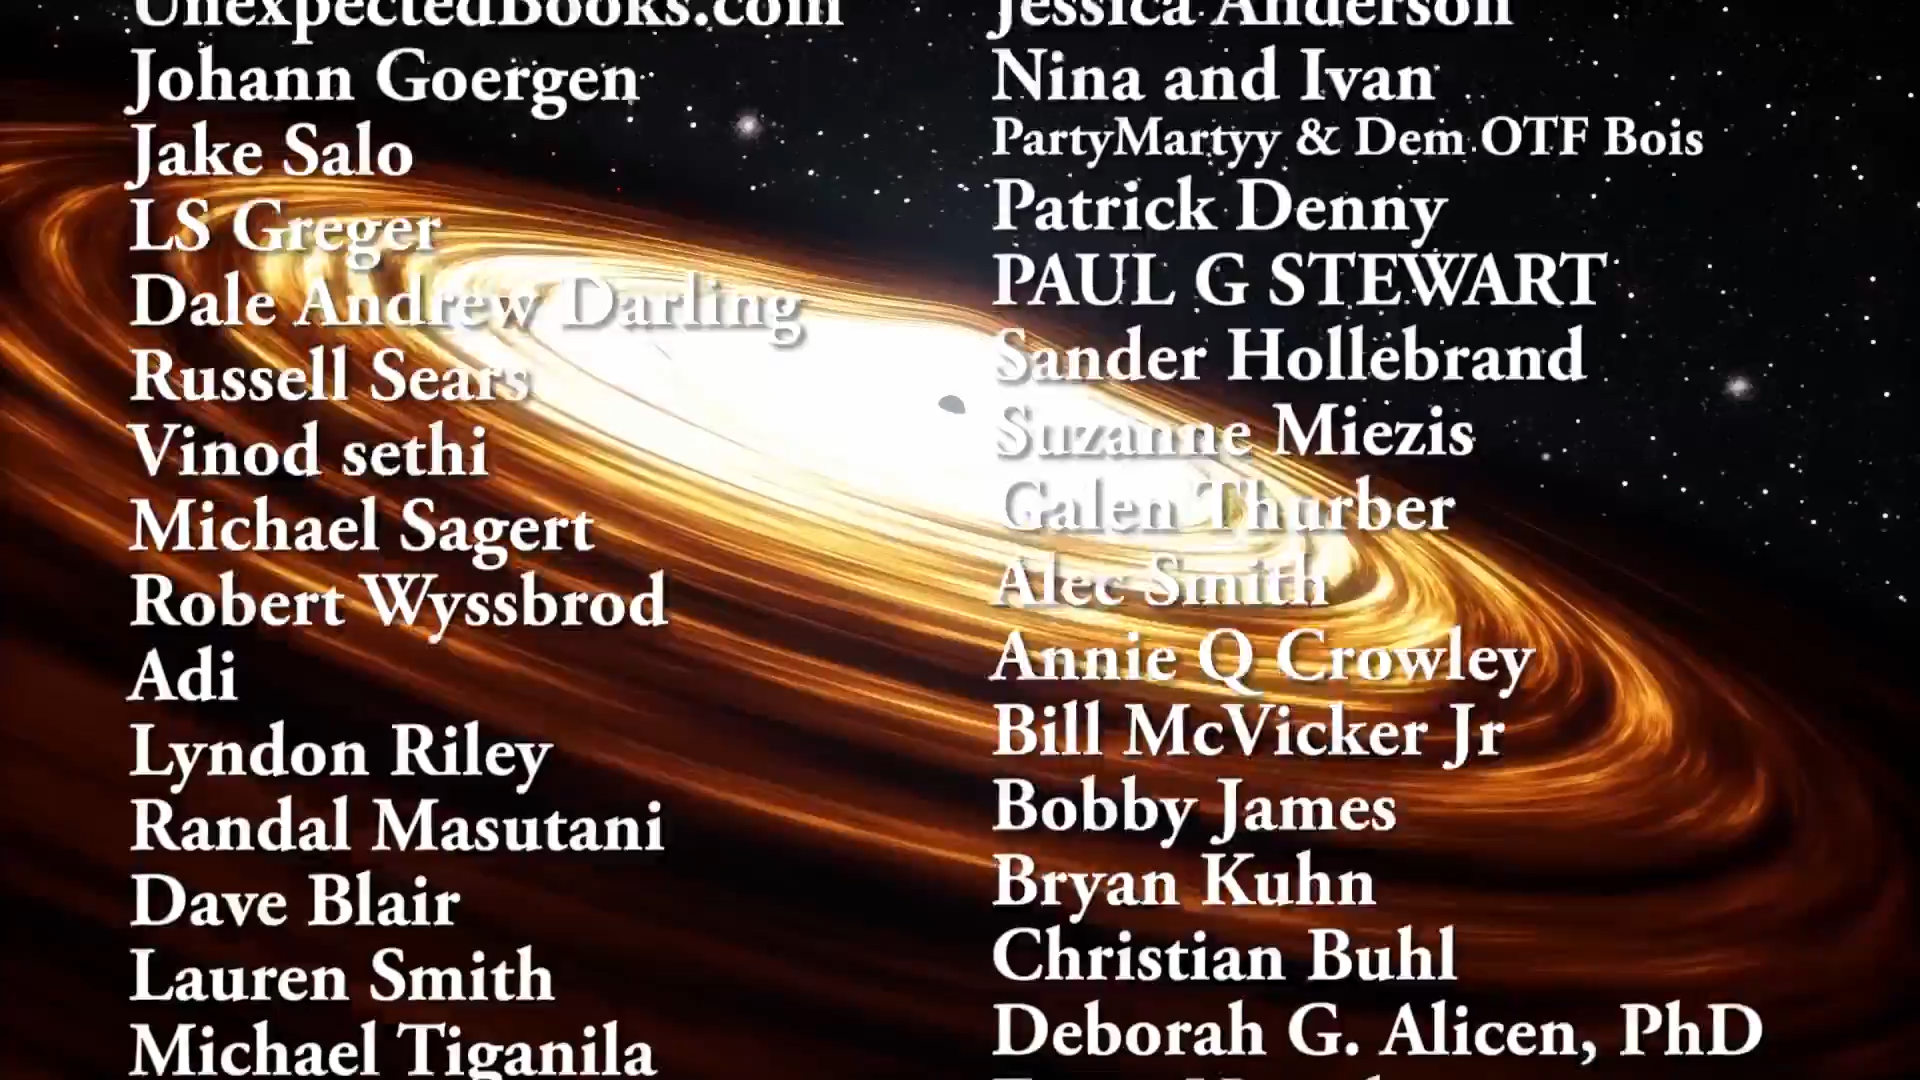 UnexpectedBooks.com
Johann Goergen
Jake Salo
LS Greger
Dale Andrew Darling
Russell Sears
Vinod sethi
Michael Sagert
Robert Wyssbrod
Adi
Lyndon Riley
Randal Masutani
Dave Blair
Lauren Smith
Michael Tiganila
Jessica Anderson
Nina and Ivan
PartyMartyy & Dem OTF Bois
Patrick Denny
PAUL G STEWART
Sander Hollebrand
Suzanne Miezis
Galen Thurber
Alec Smith
Annie Q Crowley
Bill McVicker Jr
Bobby James
Bryan Kuhn
Christian Buhl
Deborah G. Alicen, PhD